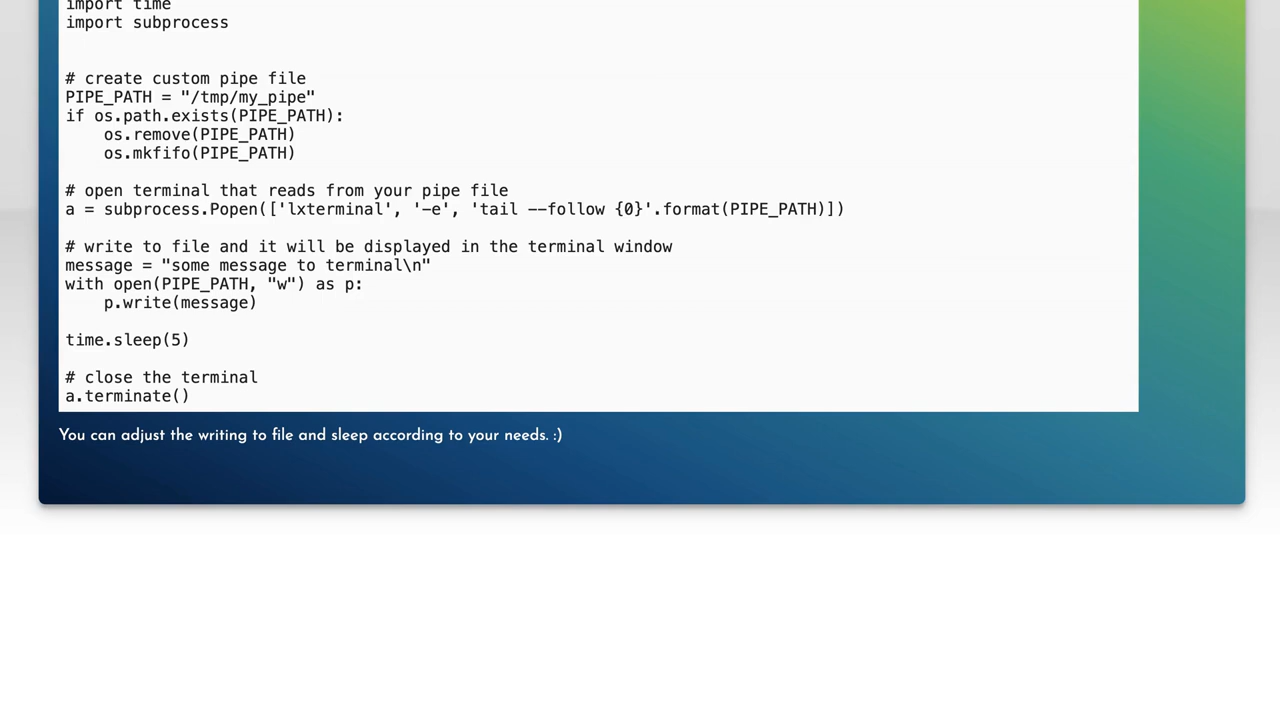 import time
import subprocess
# create custom pipe file
PIPE_PATH = "/tmp/my_pipe"
if os.path.exists(PIPE_PATH):
    os.remove(PIPE_PATH)
    os.mkfifo(PIPE_PATH)
# open terminal that reads from your pipe file
a = subprocess.Popen(['lxterminal', '-e', 'tail --follow {0}'.format(PIPE_PATH)])
# write to file and it will be displayed in the terminal window
message = "some message to terminal\n"
with open(PIPE_PATH, "w") as p:
    p.write(message)
time.sleep(5)
# close the terminal
a.terminate()
You can adjust the writing to file and sleep according to your needs. :)